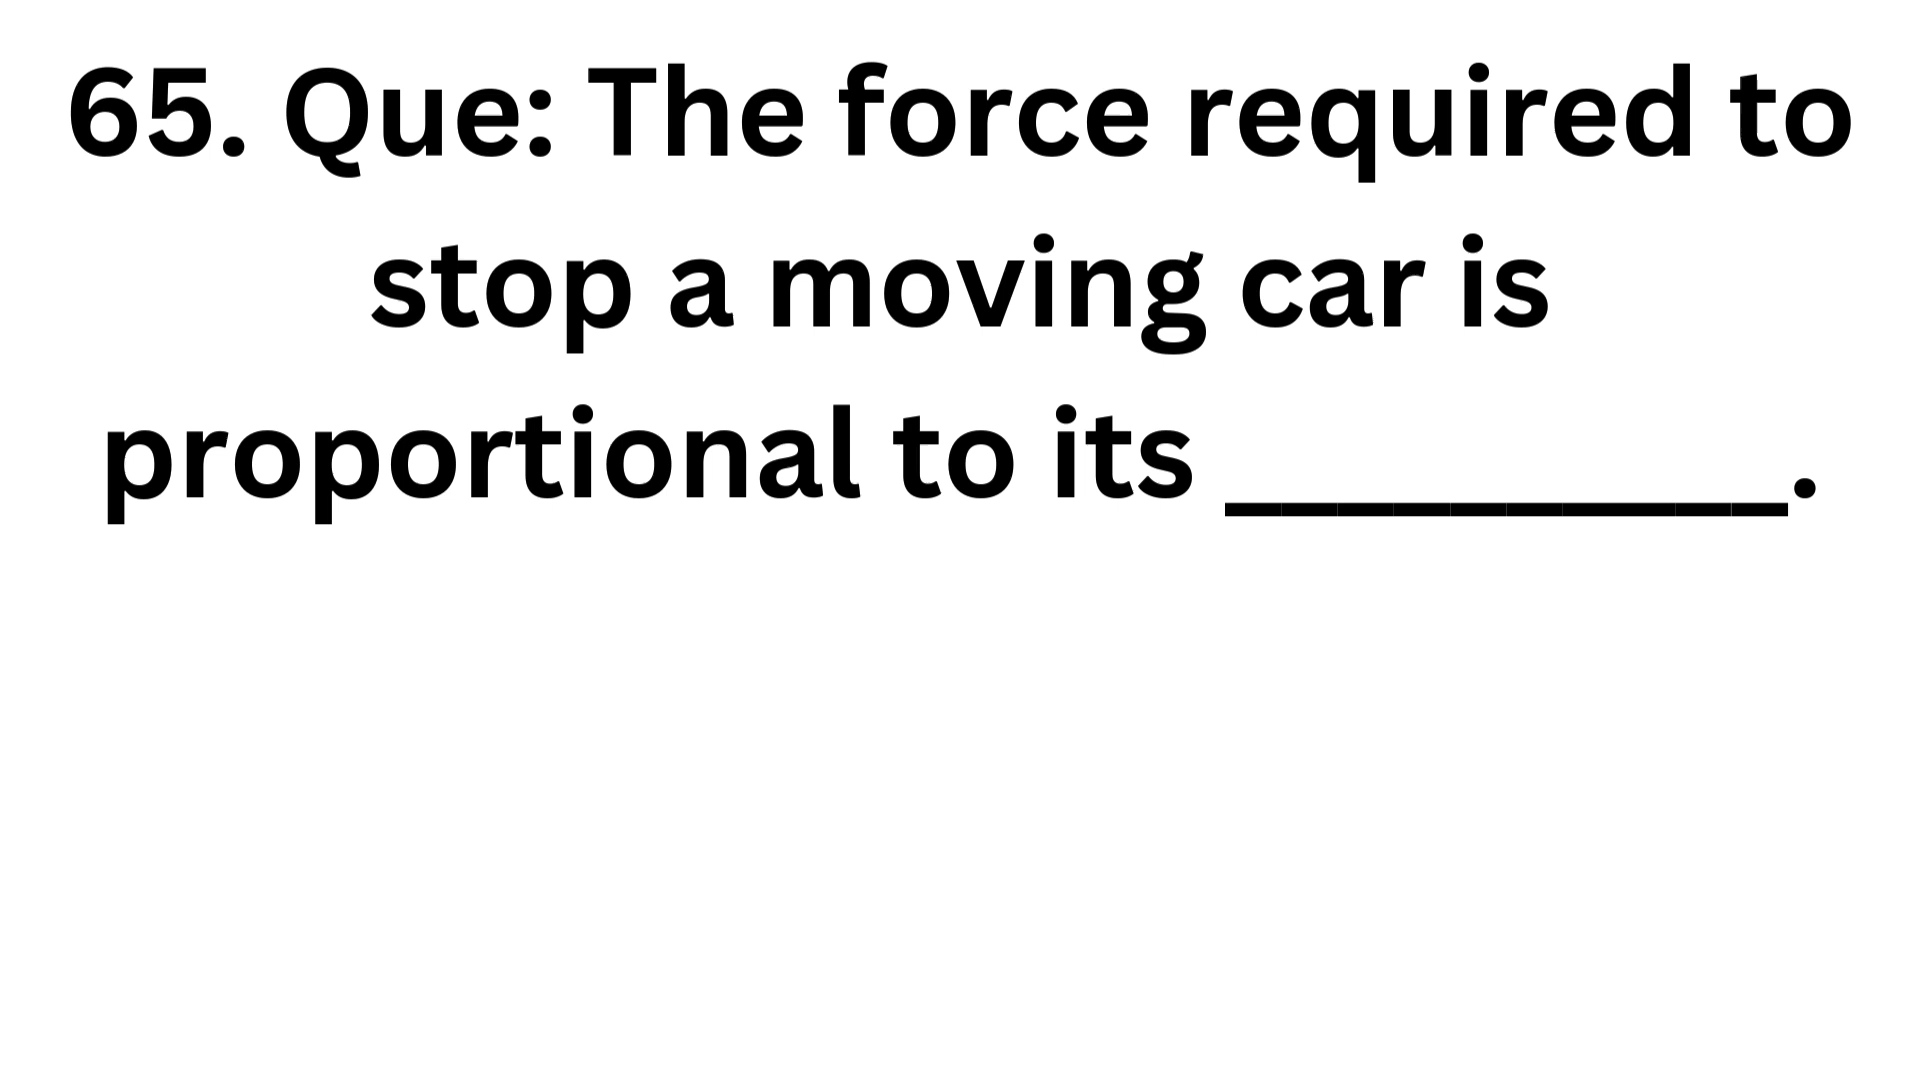 65. Que: The force required to
stop a moving car is
proportional to its __________.